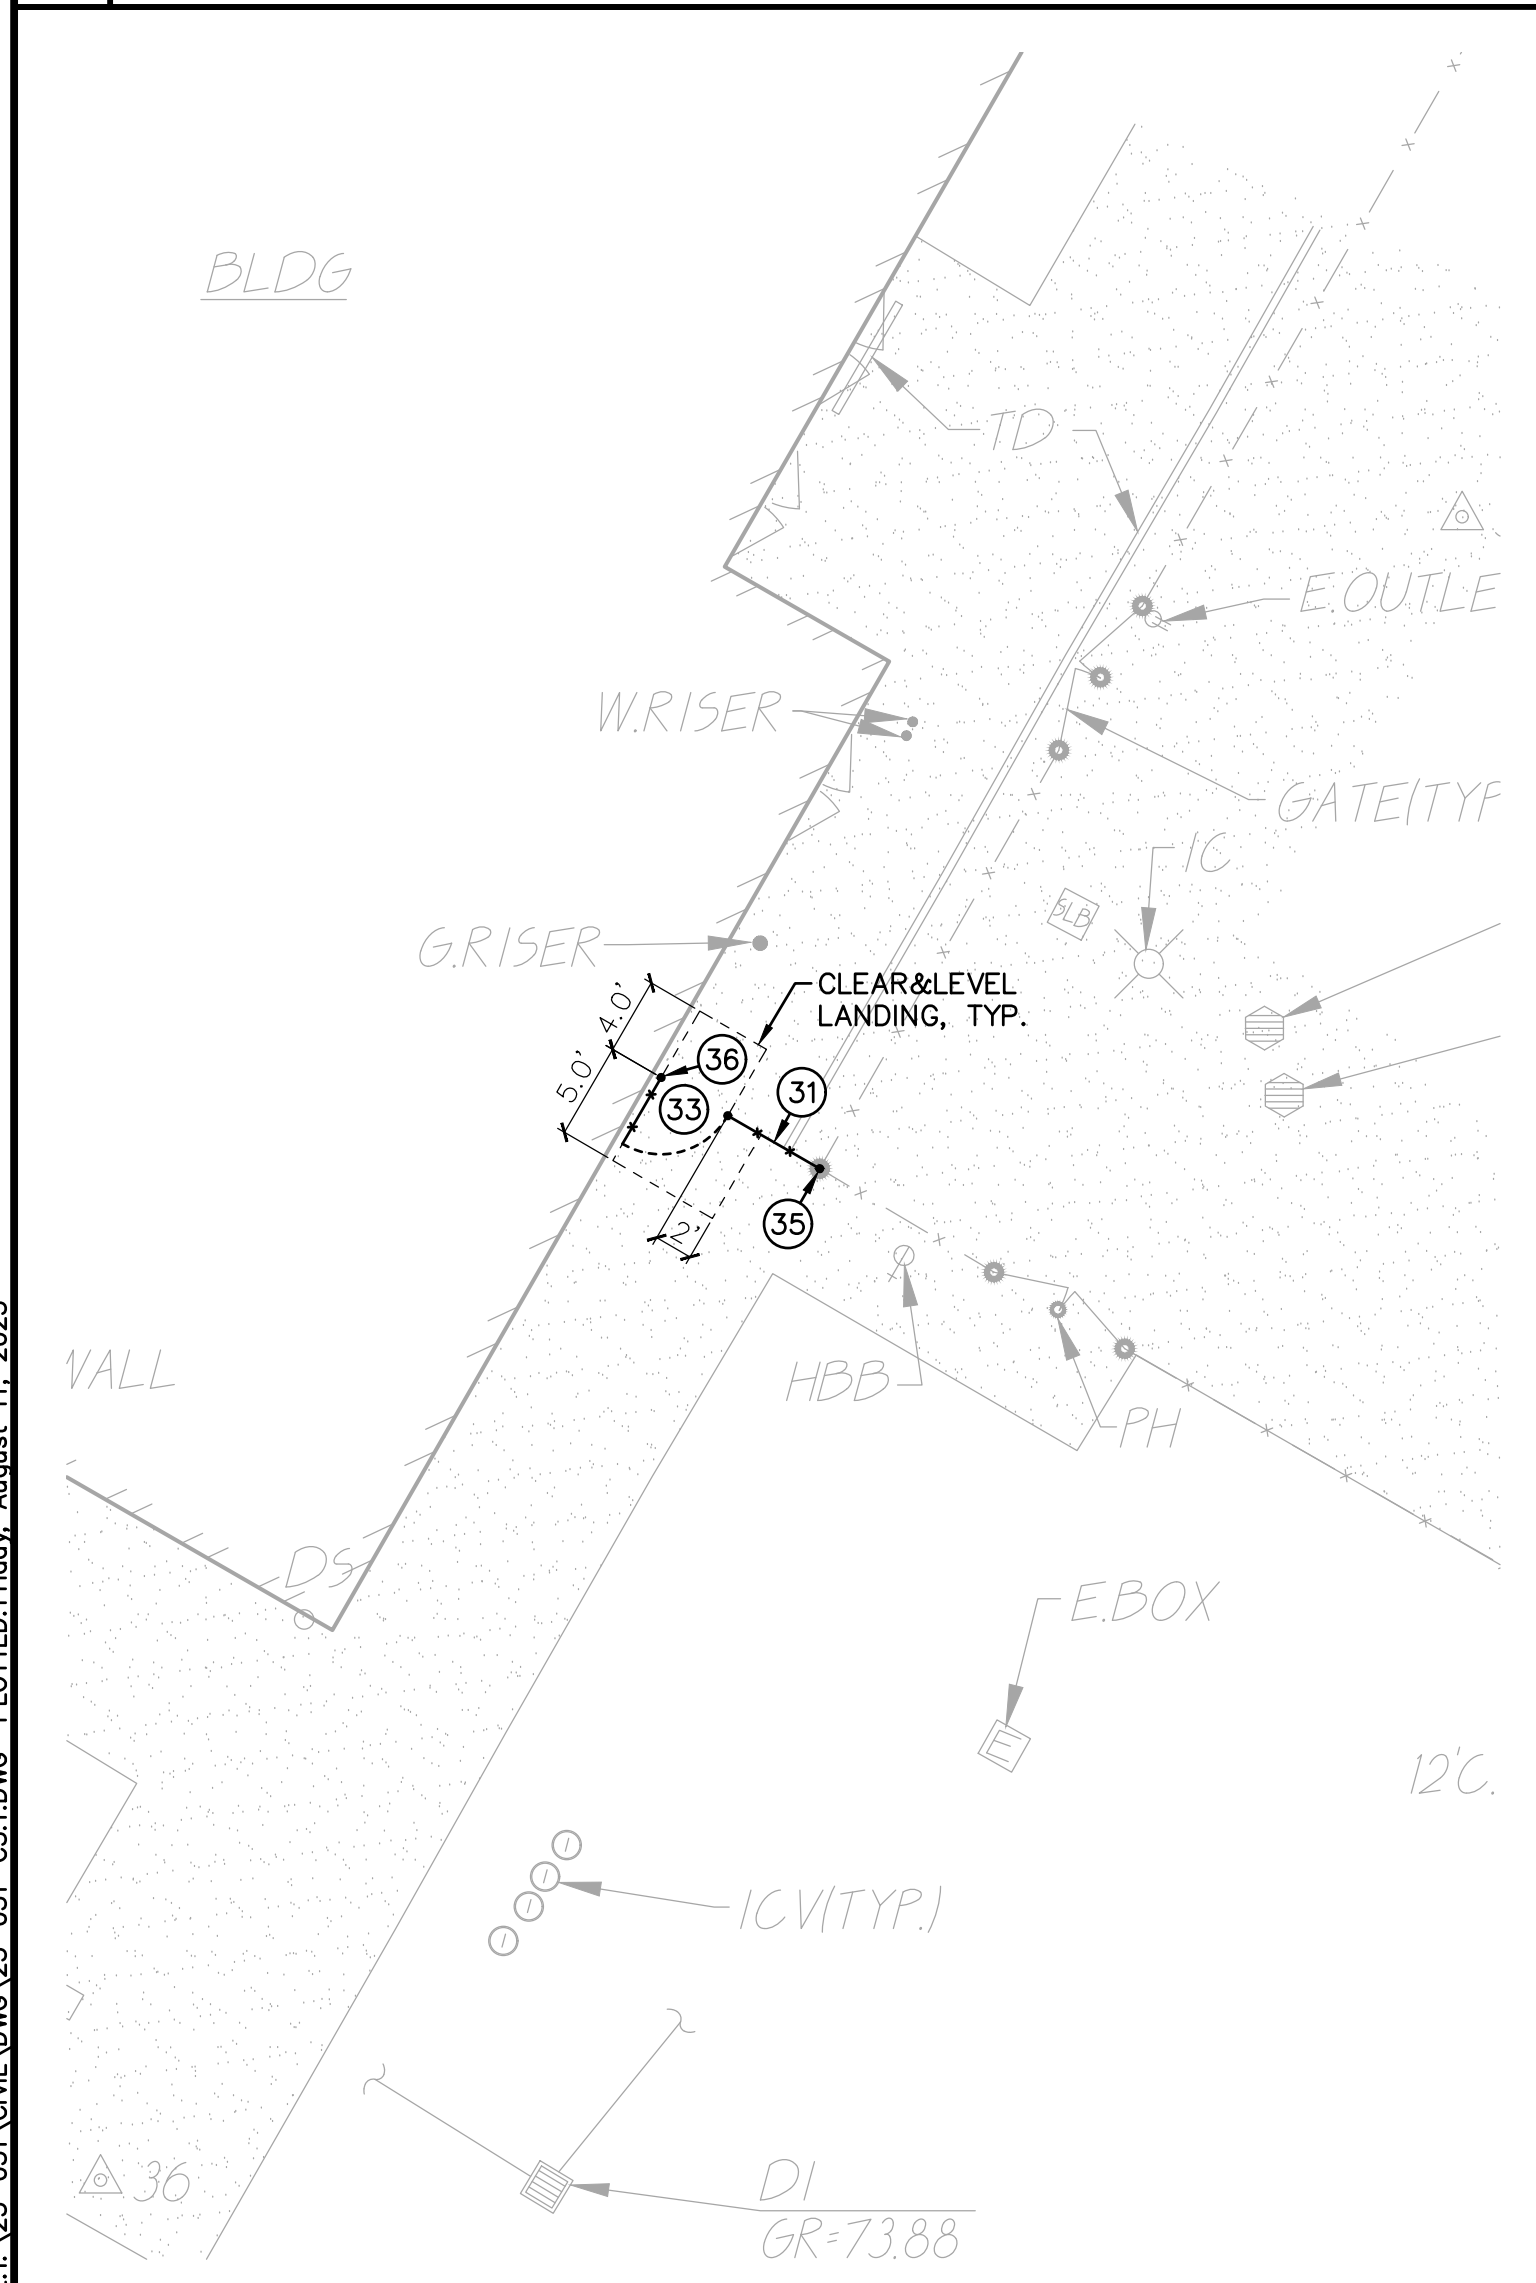 BLDG
TD
E.OUTLE
W.RISER
GATE(TYP
IC
SLB
G.RISER
CLEAR&LEVEL
LANDING, TYP.
4.0'
5.0'
36
33
31
35
2'
HBB
PH
WALL
DS
E.BOX
E
12'C.
ICV(TYP.)
36
DI
GR=73.88